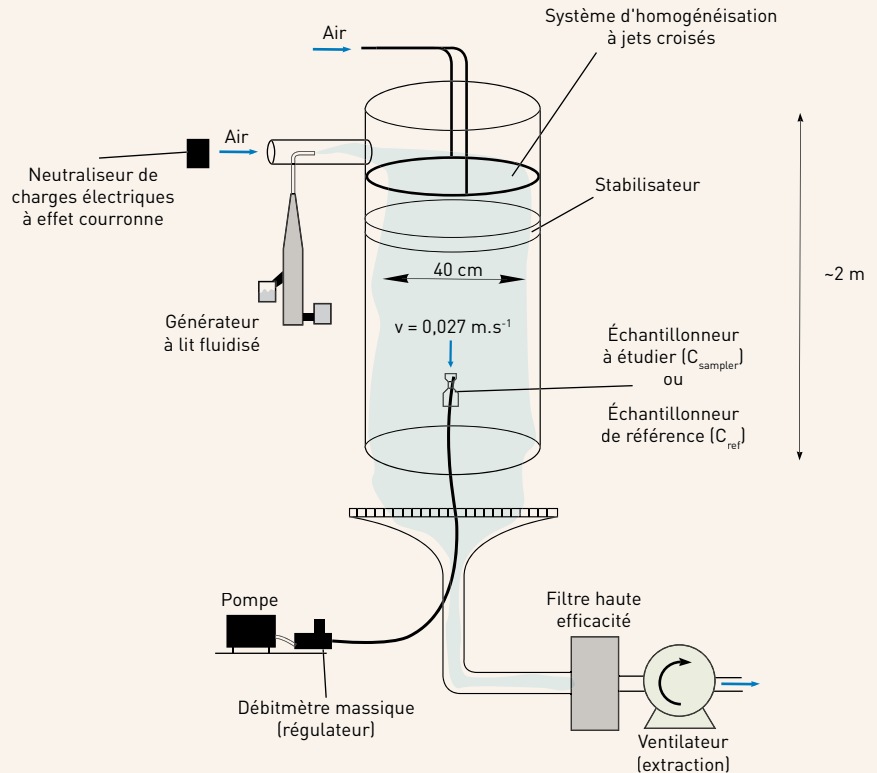 Système d'homogénéisation
à jets croisés
Air
Air
Neutraliseur de
charges électriques
à effet courronne
Stabilisateur
40 cm
~2 m
Générateur
à lit fluidisé
v = 0,027 m.s-1
Échantillonneur
à étudier (Csampler)
ou
Échantillonneur
de référence (Cref)
Pompe
Filtre haute
efficacité
Débitmètre massique
(régulateur)
Ventilateur
(extraction)